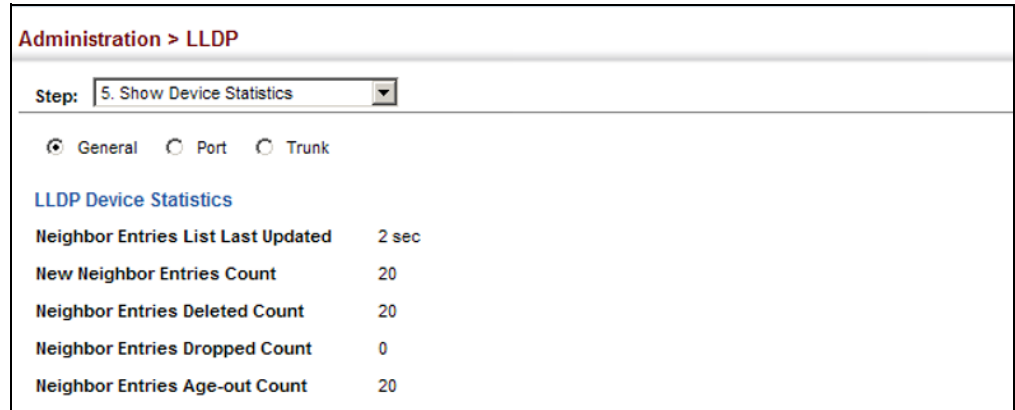 Administration > LLDP
Step: 5. Show Device Statistics
General Port Trunk
LLDP Device Statistics
Neighbor Entries List Last Updated 2 sec
New Neighbor Entries Count 20
Neighbor Entries Deleted Count 20
Neighbor Entries Dropped Count 0
Neighbor Entries Age-out Count 20